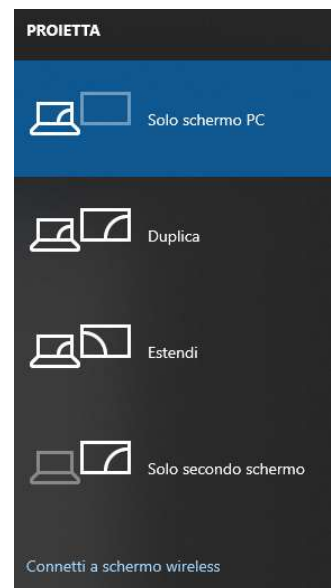 PROIETTA
Solo schermo PC
Duplica
Estendi
Solo secondo schermo
Connetti a schermo wireless